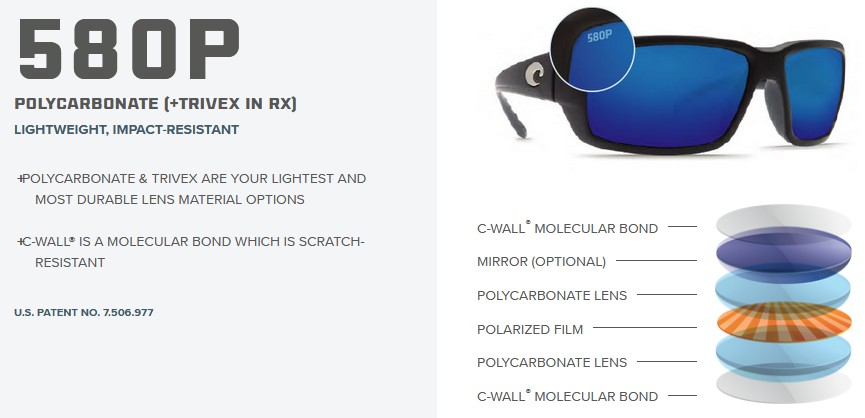 580P
POLYCARBONATE (+TRIVEX IN RX)
LIGHTWEIGHT, IMPACT-RESISTANT
+POLYCARBONATE & TRIVEX ARE YOUR LIGHTEST AND
MOST DURABLE LENS MATERIAL OPTIONS
+C-WALL® IS A MOLECULAR BOND WHICH IS SCRATCH-
RESISTANT
U.S. PATENT NO. 7.506.977
580P
C-WALL® MOLECULAR BOND
MIRROR (OPTIONAL)
POLYCARBONATE LENS
POLARIZED FILM
POLYCARBONATE LENS
C-WALL® MOLECULAR BOND